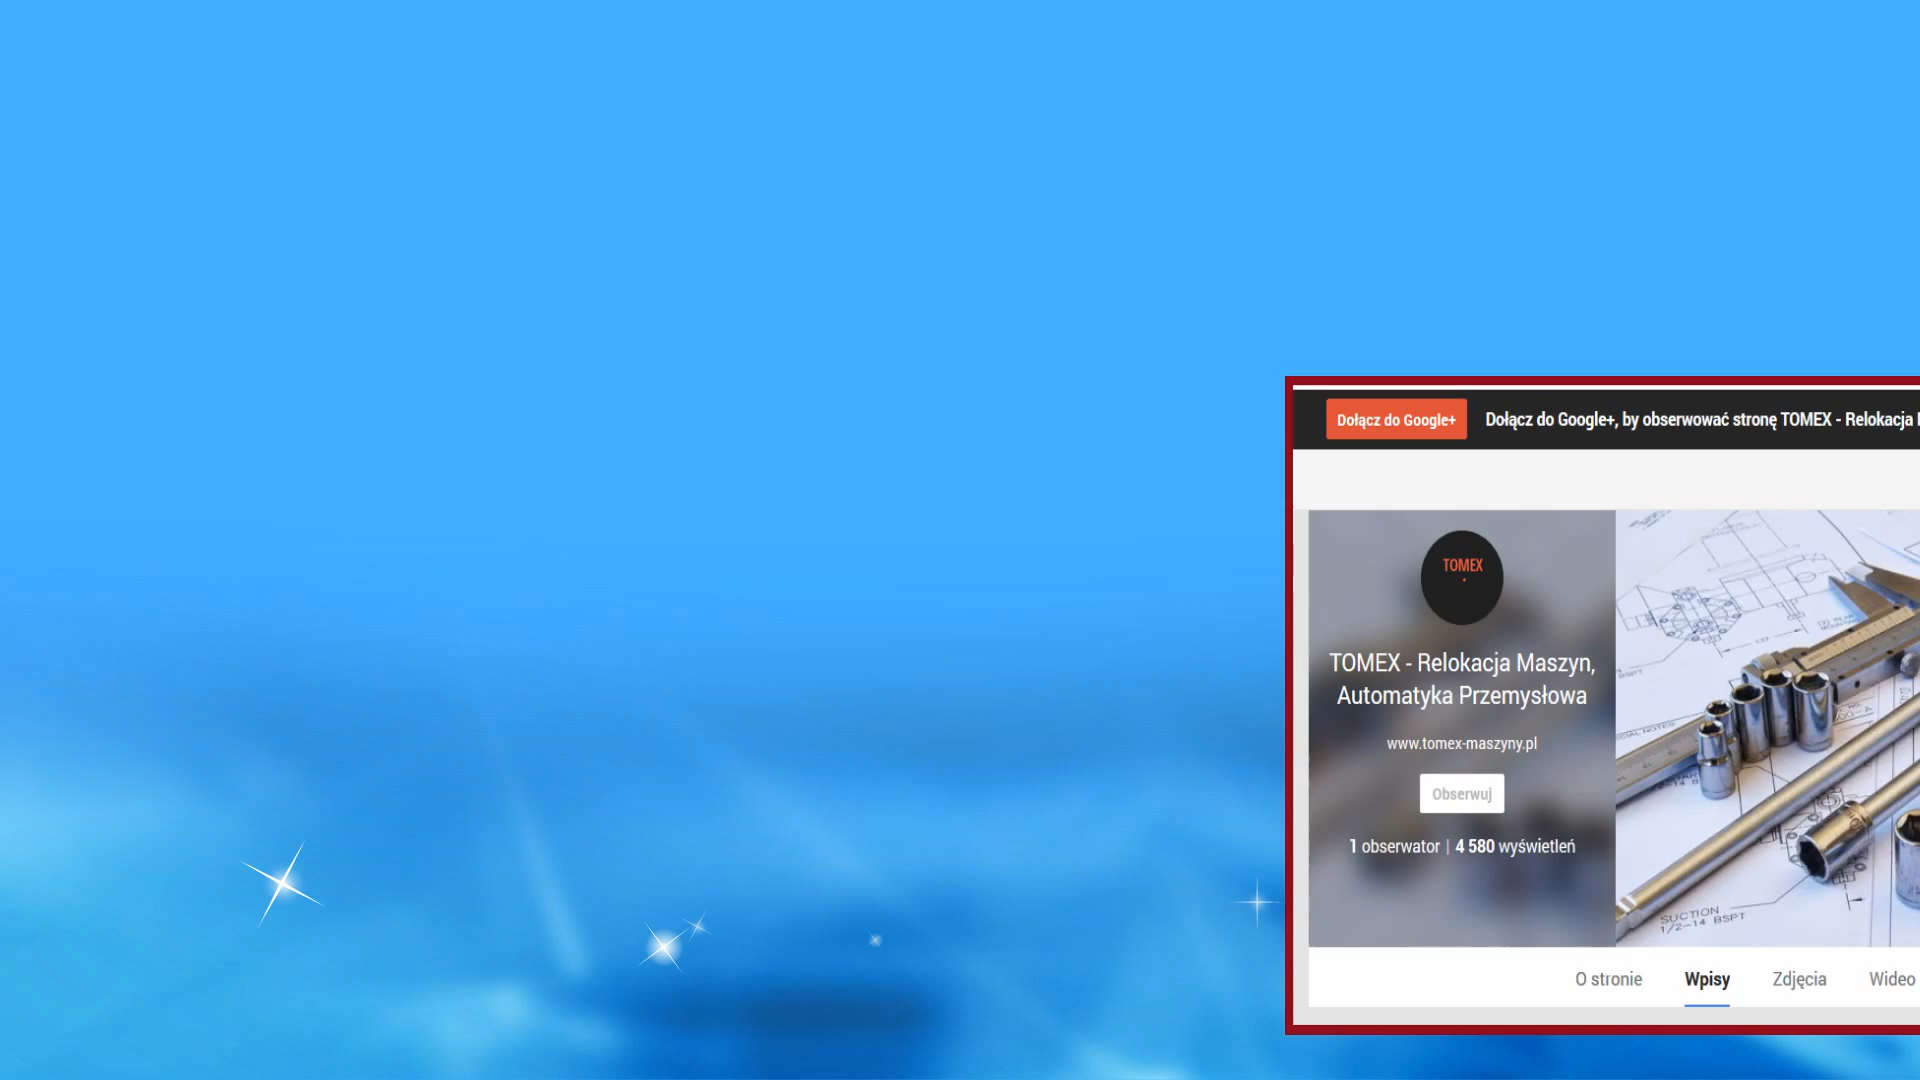 Dołącz do Google+
Dołącz do Google+, by obserwować stronę TOMEX - Relokacja
TOMEX
TOMEX - Relokacja Maszyn,
Automatyka Przemysłowa
www.tomex-maszyny.pl
Obserwuj
1 obserwator | 4 580 wyświetleń
SUCTION
1/2-14 BSPT
O stronie
Wpisy
Zdjęcia
Wideo